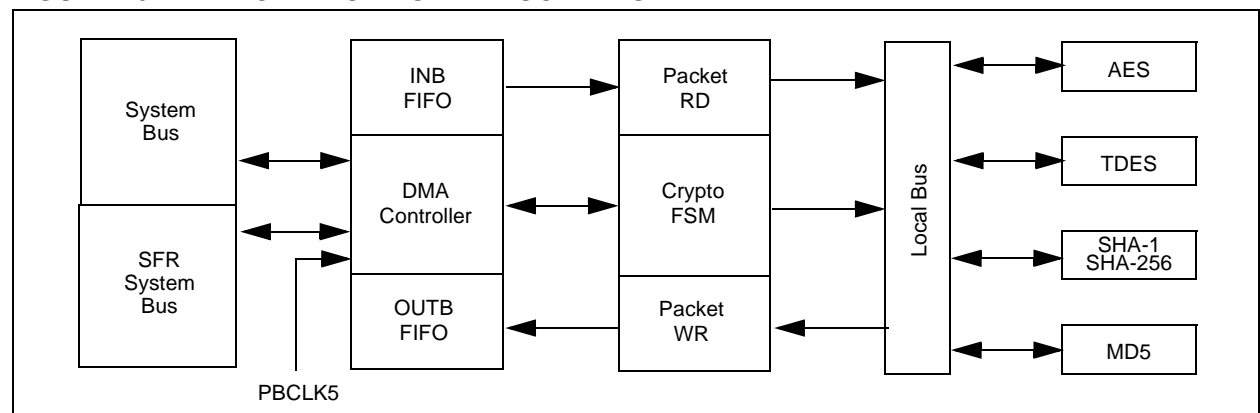 System
Bus
SFR
System
Bus
INB
FIFO
DMA
Controller
OUTB
FIFO
PBCLK5
Packet
RD
Crypto
FSM
Packet
WR
Local Bus
AES
TDES
SHA-1
SHA-256
MD5